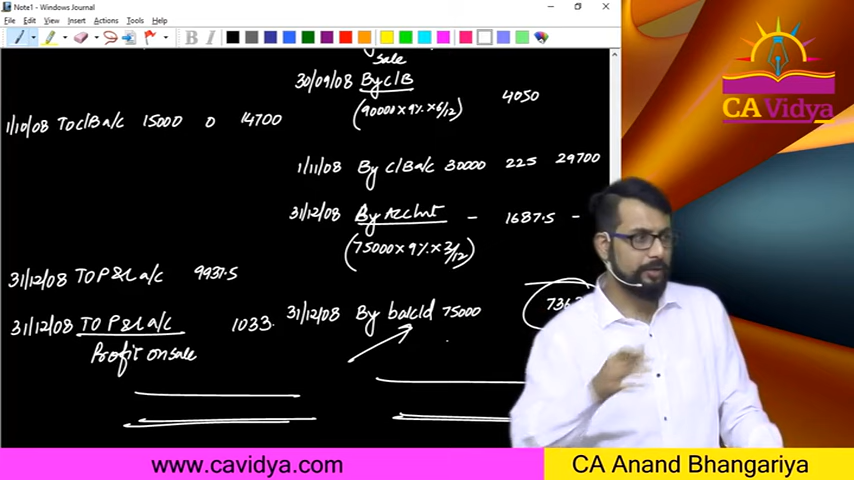 Note1 - Windows Journal
File Edit View Insert Actions Tools Help
B I
sale
30/09/08 By C/B 4050
(90000 x 9% x 6/12)
1/10/08 To C/B a/c 15000 0 14700
1/11/08 By C/B a/c 30000 225 29700
31/12/08 By Acc Int - 1687.5 -
(75000 x 9% x 3/12)
31/12/08 TO P&L a/c 9937.5
31/12/08 TO P&L a/c 1033.
Profit on sale
31/12/08 By bal c/d 75000
CA Vidya
www.cavidya.com
CA Anand Bhangariya